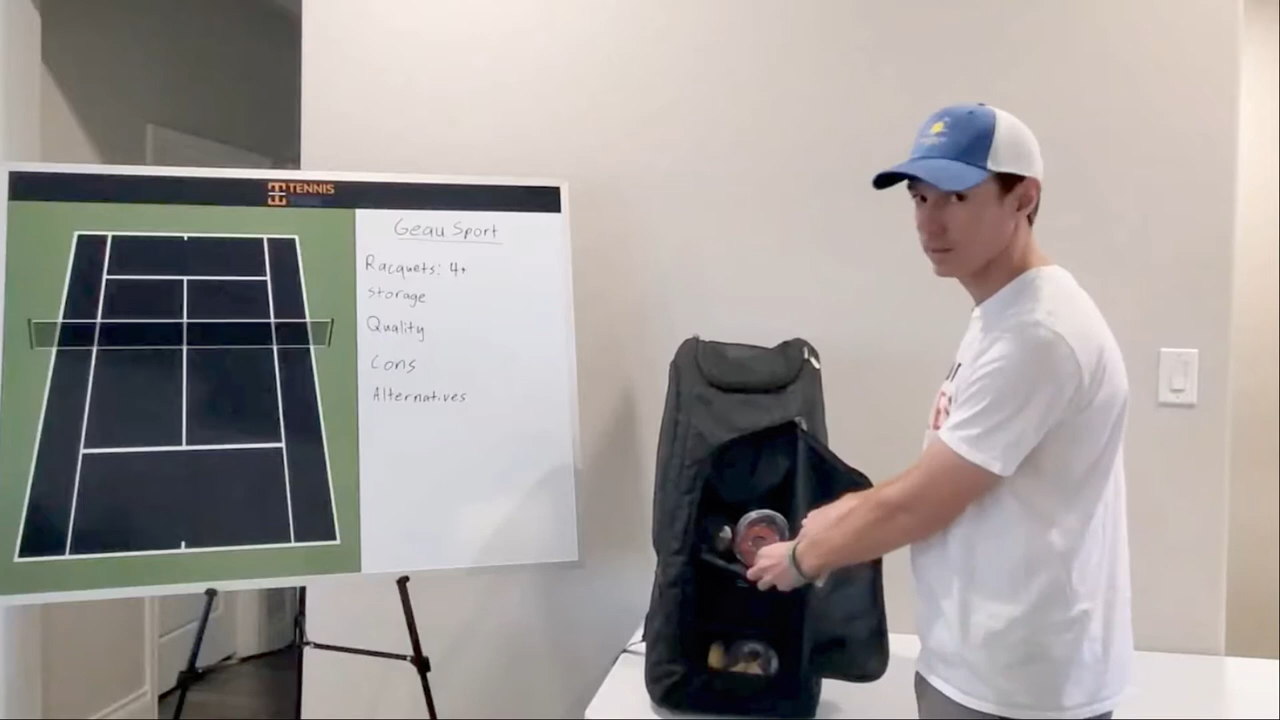 TENNIS
Geau Sport
Racquets: 4+
Storage
Quality
Cons
Alternatives